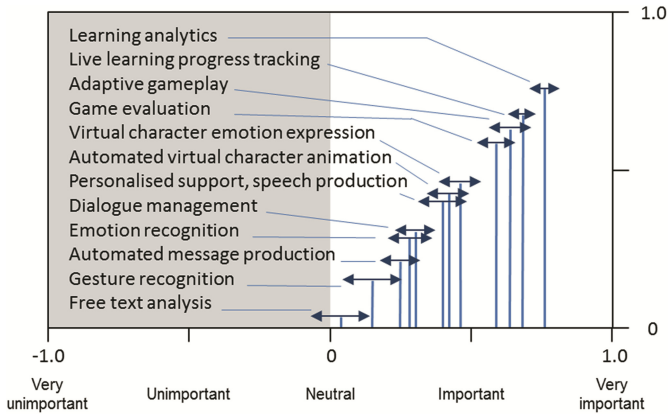 1.0
Learning analytics
Live learning progress tracking
Adaptive gameplay
Game evaluation
Virtual character emotion expression
Automated virtual character animation
Personalised support, speech production
Dialogue management
Emotion recognition
Automated message production
Gesture recognition
Free text analysis
0
-1.0 0 1.0
Very unimportant Unimportant Neutral Important Very important